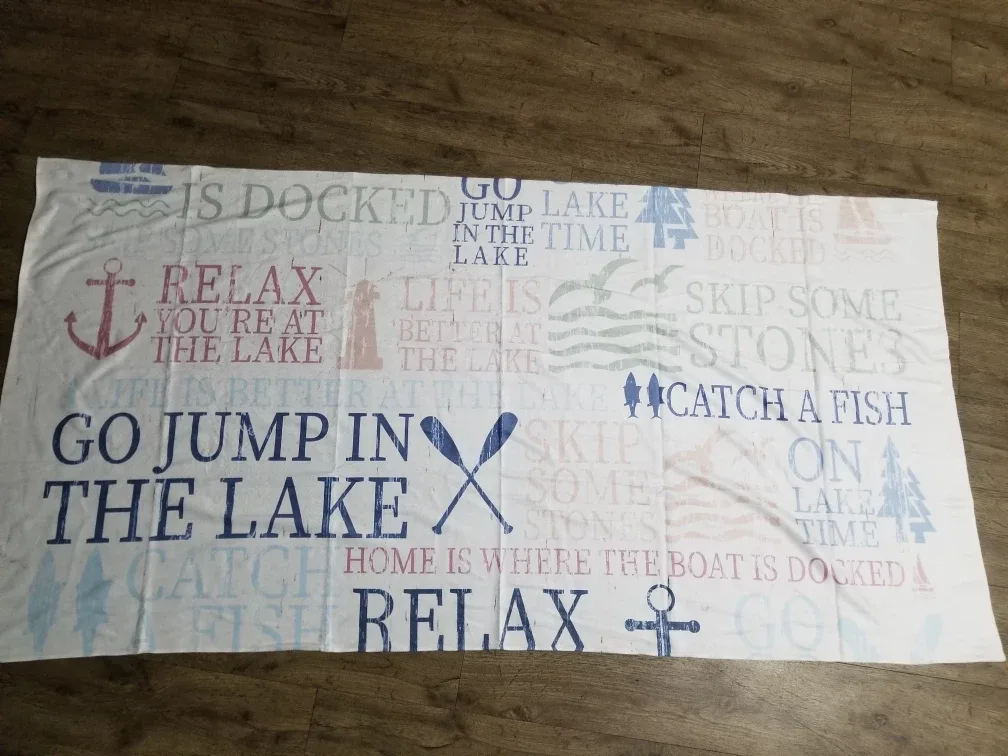 IS DOCKED
GO
JUMP
IN THE
LAKE
LAKE
TIME
BOAT IS
DOCKED
SOME STONES
RELAX
YOU'RE AT
THE LAKE
LIFE IS
BETTER AT
THE LAKE
SKIP SOME
STONES
LIFE IS BETTER AT THE LAKE
CATCH A FISH
GO JUMP IN
THE LAKE
SKIP
SOME
STONES
ON
LAKE
TIME
CATCH
A FISH
HOME IS WHERE THE BOAT IS DOCKED
RELAX
GO